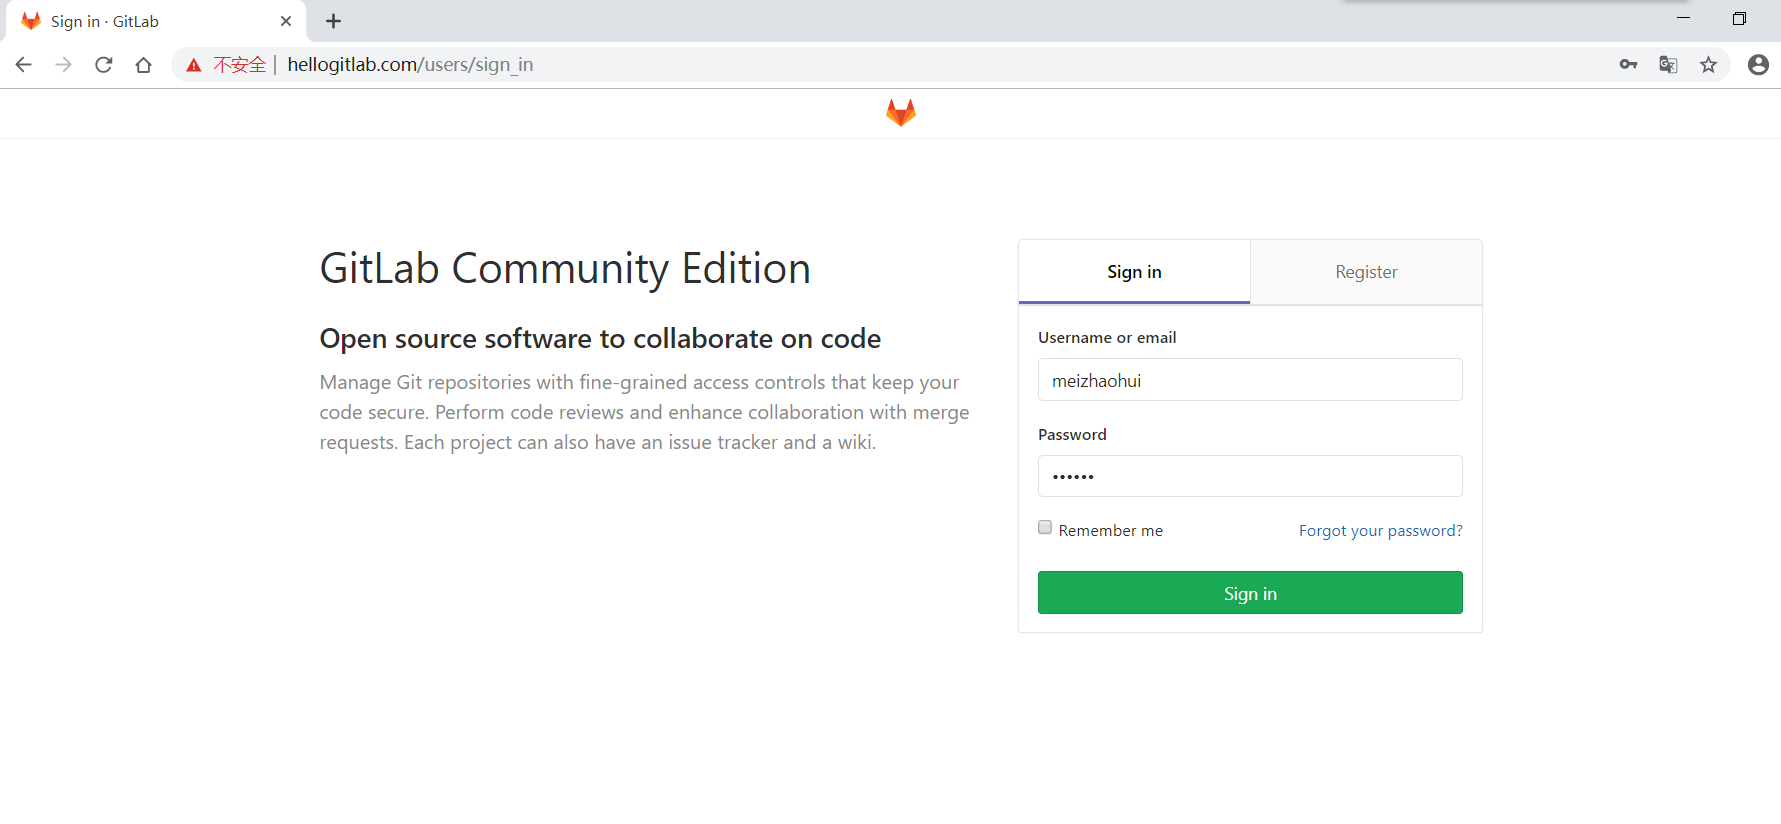 Sign in · GitLab
不安全 hellogitlab.com/users/sign_in
GitLab Community Edition
Open source software to collaborate on code
Manage Git repositories with fine-grained access controls that keep your
code secure. Perform code reviews and enhance collaboration with merge
requests. Each project can also have an issue tracker and a wiki.
Sign in
Register
Username or email
meizhaohui
Password
••••••
Remember me
Forgot your password?
Sign in